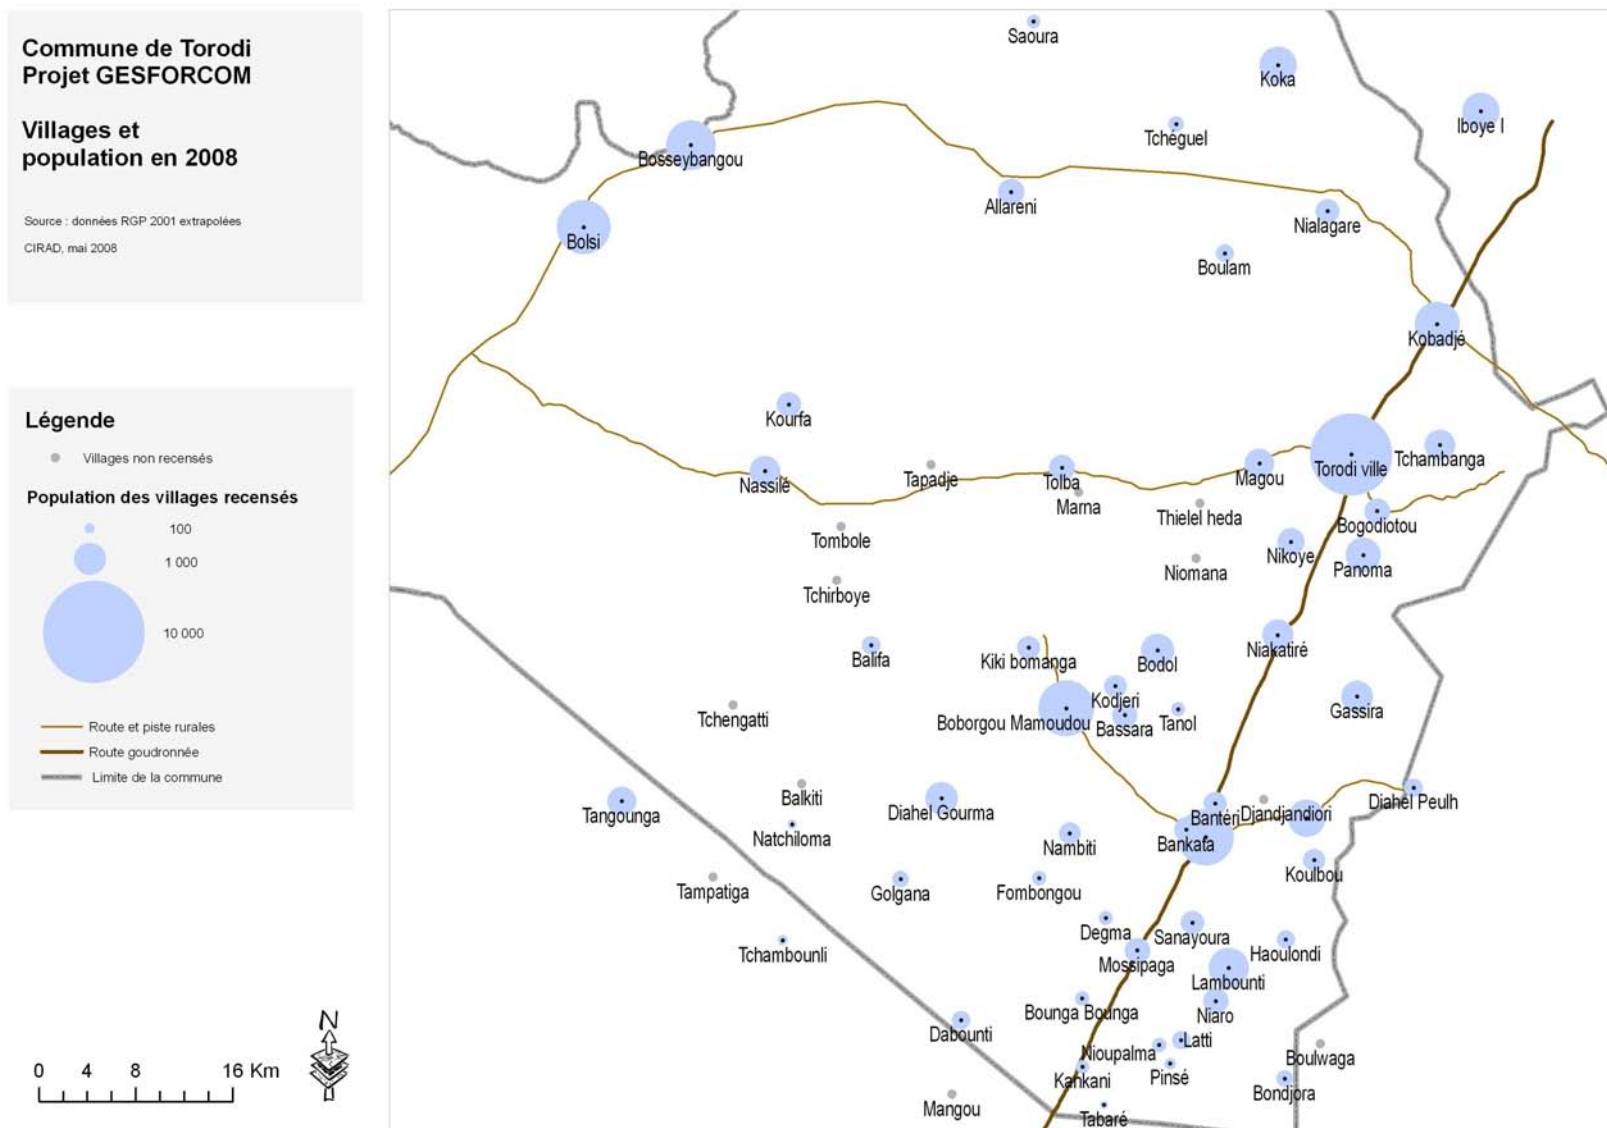 Commune de Torodi
Projet GESFORCOM
Villages et
population en 2008
Source : données RGP 2001 extrapolées
CIRAD, mai 2008
Légende
Villages non recensés
Population des villages recensés
100
1 000
10 000
Route et piste rurales
Route goudronnée
Limite de la commune
0 4 8 16 Km
N
Saoura
Koka
Iboye I
Tchéguel
Bosseybangou
Allareni
Nialagare
Bolsi
Boulam
Kobadjé
Kourfa
Tchambanga
Torodi ville
Nassilé
Tapadje
Tolba
Magou
Marna
Thielel heda
Bogodiotou
Tombole
Nikoye
Panoma
Niomana
Tchirboye
Niakatiré
Balifa
Kiki bomanga
Bodol
Kodjeri
Gassira
Tchengatti
Boborgou Mamoudou
Bassara
Tanol
Balkiti
Diahel Peulh
Tangounga
Diahel Gourma
Bantéri
Djandjandiori
Natchiloma
Nambiti
Bankata
Koulbou
Tampatiga
Golgana
Fombongou
Degma
Sanayoura
Tchambounli
Mossipaga
Haoulondi
Lambounti
Bounga Bounga
Niaro
Dabounti
Latti
Nioupalma
Boulwaga
Kankani
Pinsé
Bondjora
Mangou
Tabaré